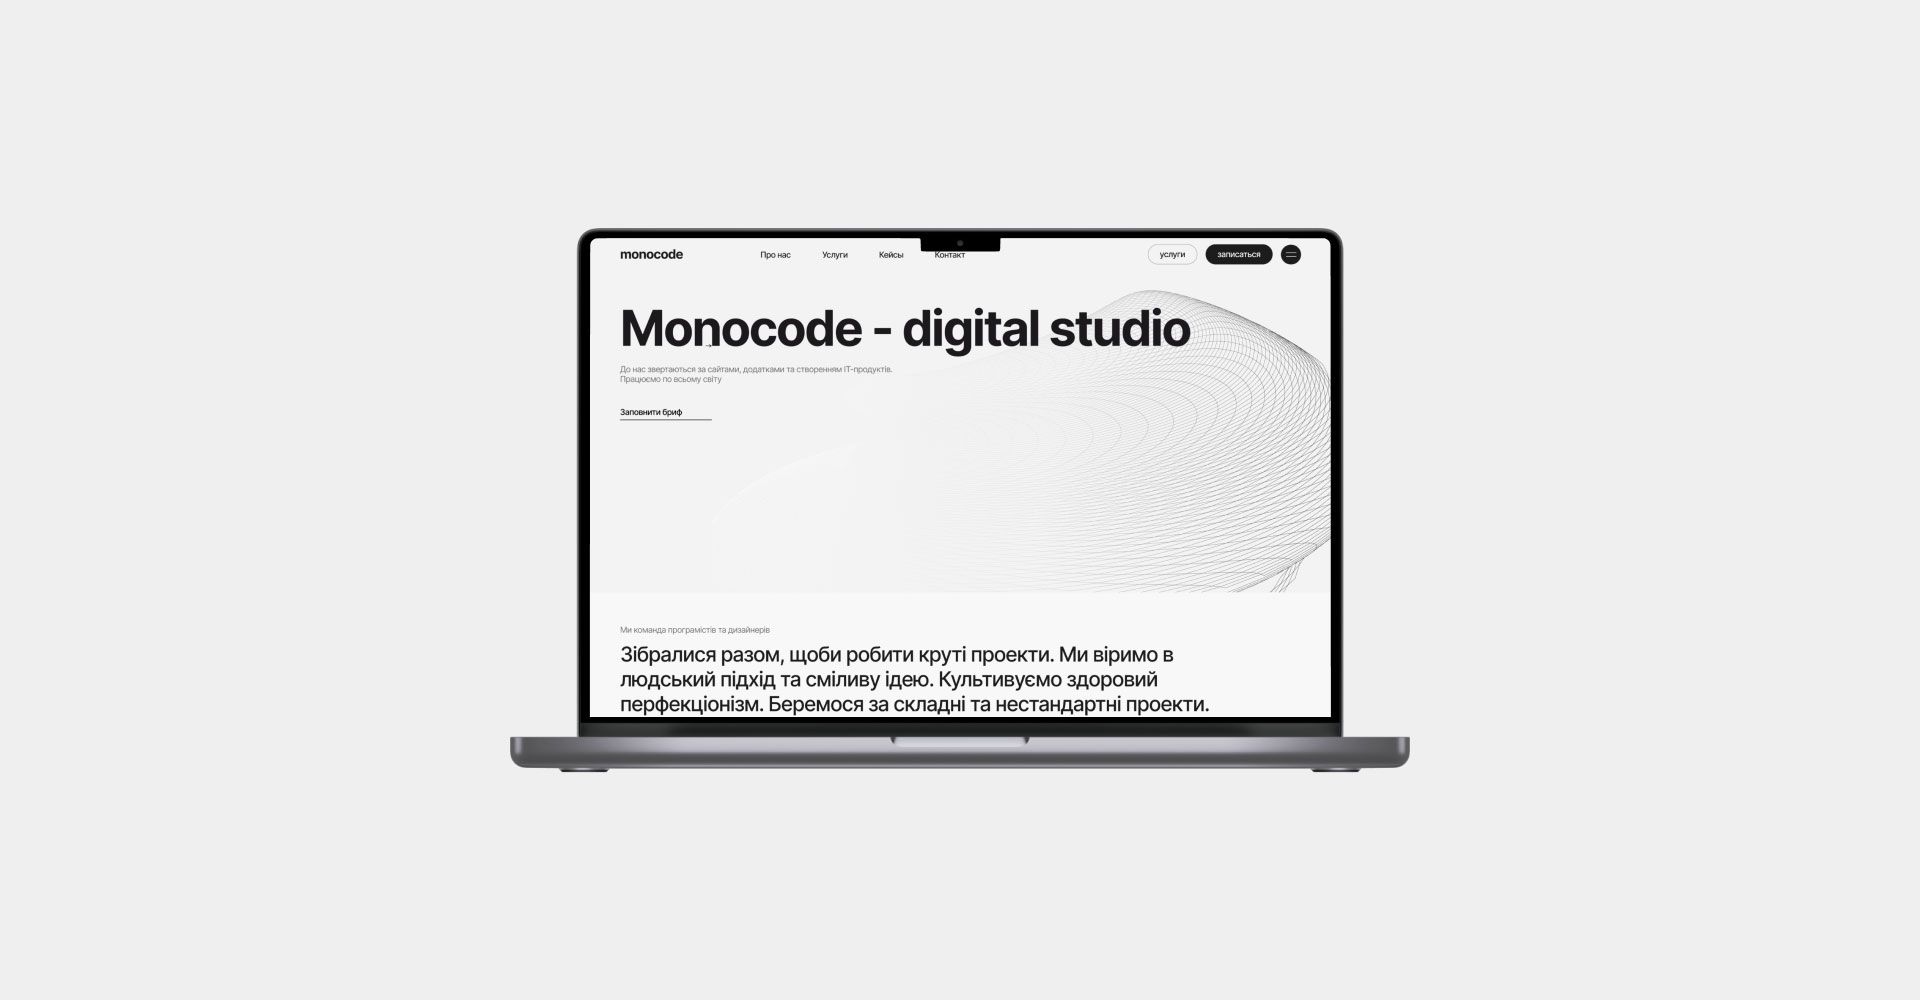 monocode
Про нас
Услуги
Кейсы
Контакт
услуги
записаться
Monocode - digital studio
До нас звертаються за сайтами, додатками та створенням IT-продуктів.
Працюємо по всьому світу
Заповнити бриф
Ми команда програмістів та дизайнерів
Зібралися разом, щоби робити круті проекти. Ми віримо в
людський підхід та сміливу ідею. Культивуємо здоровий
перфекціонізм. Беремося за складні та нестандартні проекти.